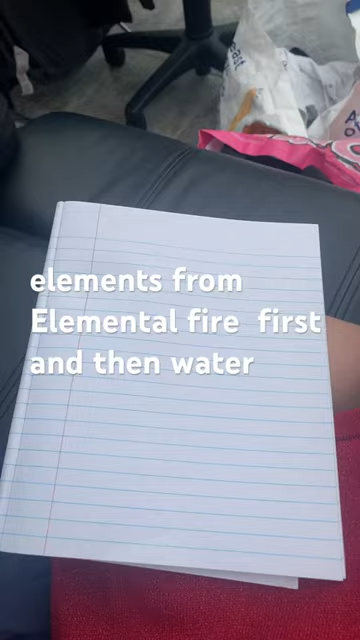 elements from
Elemental fire first
and then water